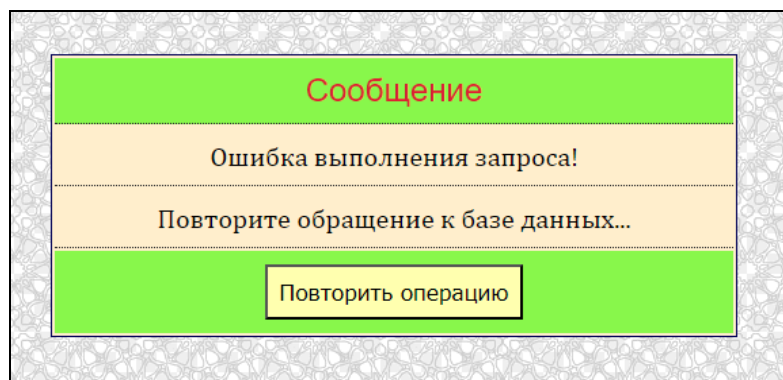 Сообщение
Ошибка выполнения запроса!
Повторите обращение к базе данных...
Повторить операцию